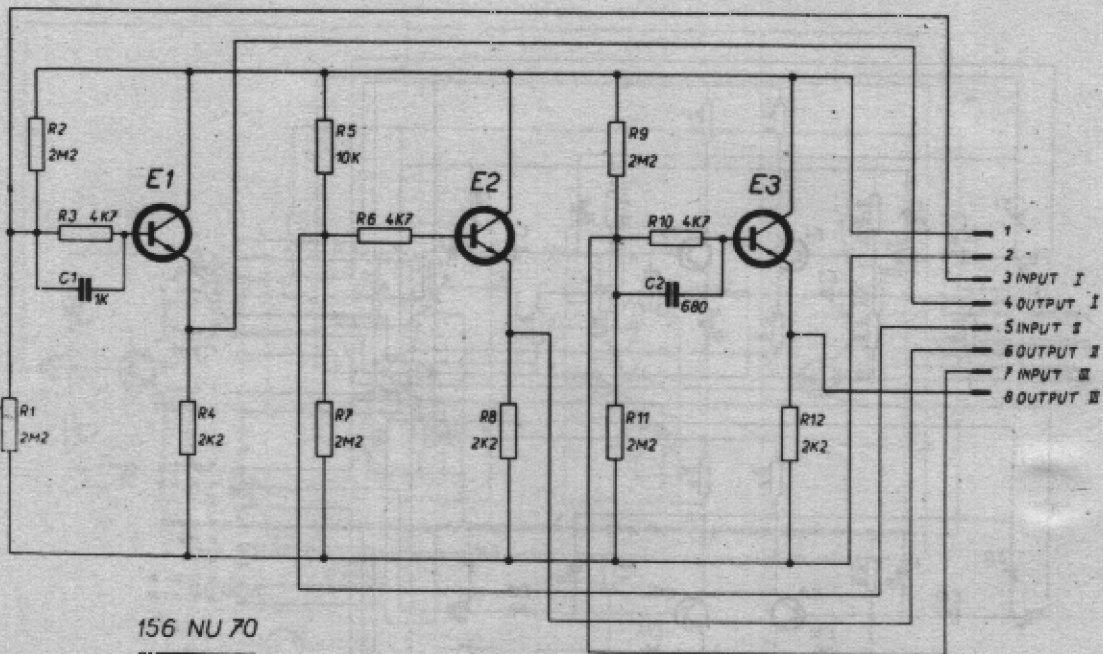 R2
2M2
E1
R3 4K7
C1
1K
R1
2M2
R4
2K2
R5
10K
E2
R6 4K7
R7
2M2
R8
2K2
R9
2M2
E3
R10 4K7
C2
680
R11
2M2
R12
2K2
1
2
3 INPUT I
4 OUTPUT I
5 INPUT II
6 OUTPUT II
7 INPUT III
8 OUTPUT III
156 NU 70